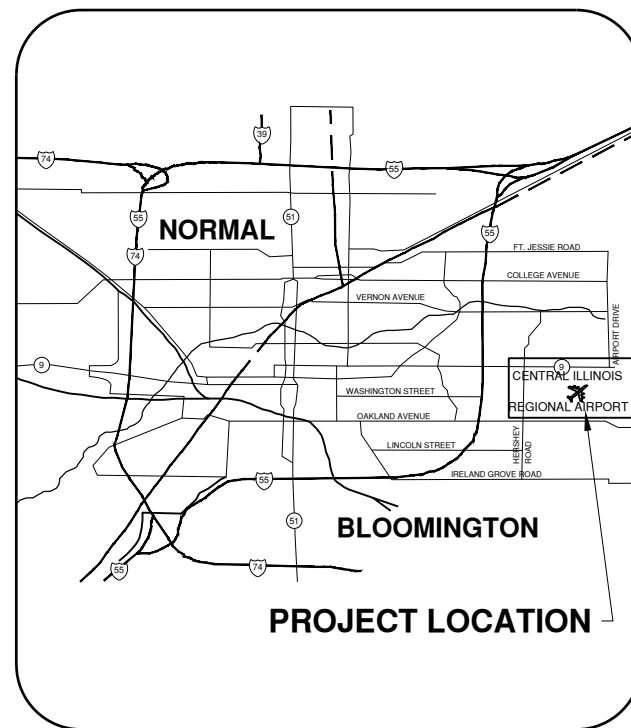 39
74
55
55
NORMAL
51
55
FT. JESSIE ROAD
74
COLLEGE AVENUE
VERNON AVENUE
AIRPORT DRIVE
9
9
CENTRAL ILLINOIS
WASHINGTON STREET
REGIONAL AIRPORT
OAKLAND AVENUE
LINCOLN STREET
HERSHEY
ROAD
IRELAND GROVE ROAD
55
51
BLOOMINGTON
55
74
PROJECT LOCATION